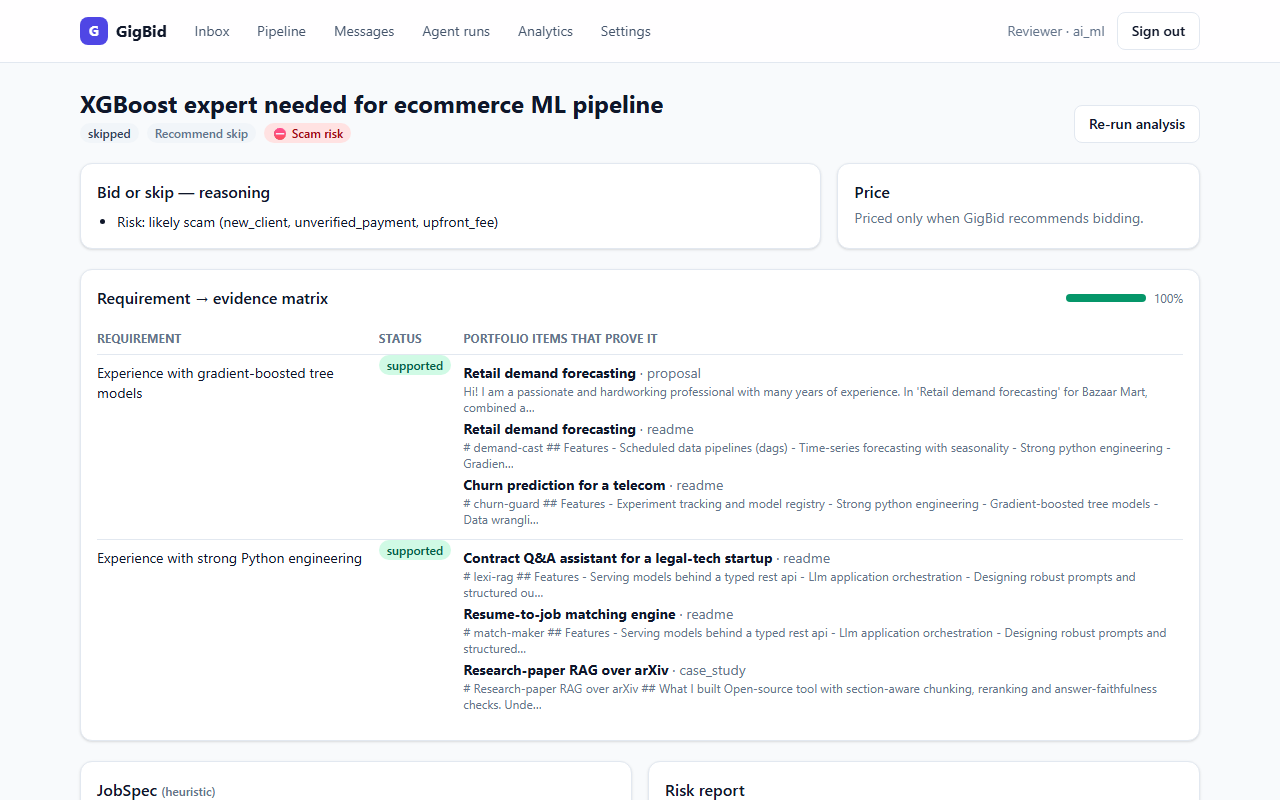 G GigBid Inbox Pipeline Messages Agent runs Analytics Settings Reviewer · ai_ml Sign out
XGBoost expert needed for ecommerce ML pipeline
skipped Recommend skip ⛔ Scam risk
Re-run analysis
Bid or skip — reasoning
• Risk: likely scam (new_client, unverified_payment, upfront_fee)
Price
Priced only when GigBid recommends bidding.
Requirement → evidence matrix 100%
REQUIREMENT STATUS PORTFOLIO ITEMS THAT PROVE IT
Experience with gradient-boosted tree
models
supported
Retail demand forecasting · proposal
Hi! I am a passionate and hardworking professional with many years of experience. In 'Retail demand forecasting' for Bazaar Mart,
combined a...
Retail demand forecasting · readme
# demand-cast ## Features - Scheduled data pipelines (dags) - Time-series forecasting with seasonality - Strong python engineering -
Gradien...
Churn prediction for a telecom · readme
# churn-guard ## Features - Experiment tracking and model registry - Strong python engineering - Gradient-boosted tree models -
Data wrangli...
Experience with strong Python engineering
supported
Contract Q&A assistant for a legal-tech startup · readme
# lexi-rag ## Features - Serving models behind a typed rest api - Llm application orchestration - Designing robust prompts and
structured ou...
Resume-to-job matching engine · readme
# match-maker ## Features - Serving models behind a typed rest api - Llm application orchestration - Designing robust prompts and
structured...
Research-paper RAG over arXiv · case_study
# Research-paper RAG over arXiv ## What I built Open-source tool with section-aware chunking, reranking and answer-faithfulness
checks. Unde...
JobSpec (heuristic)
Risk report